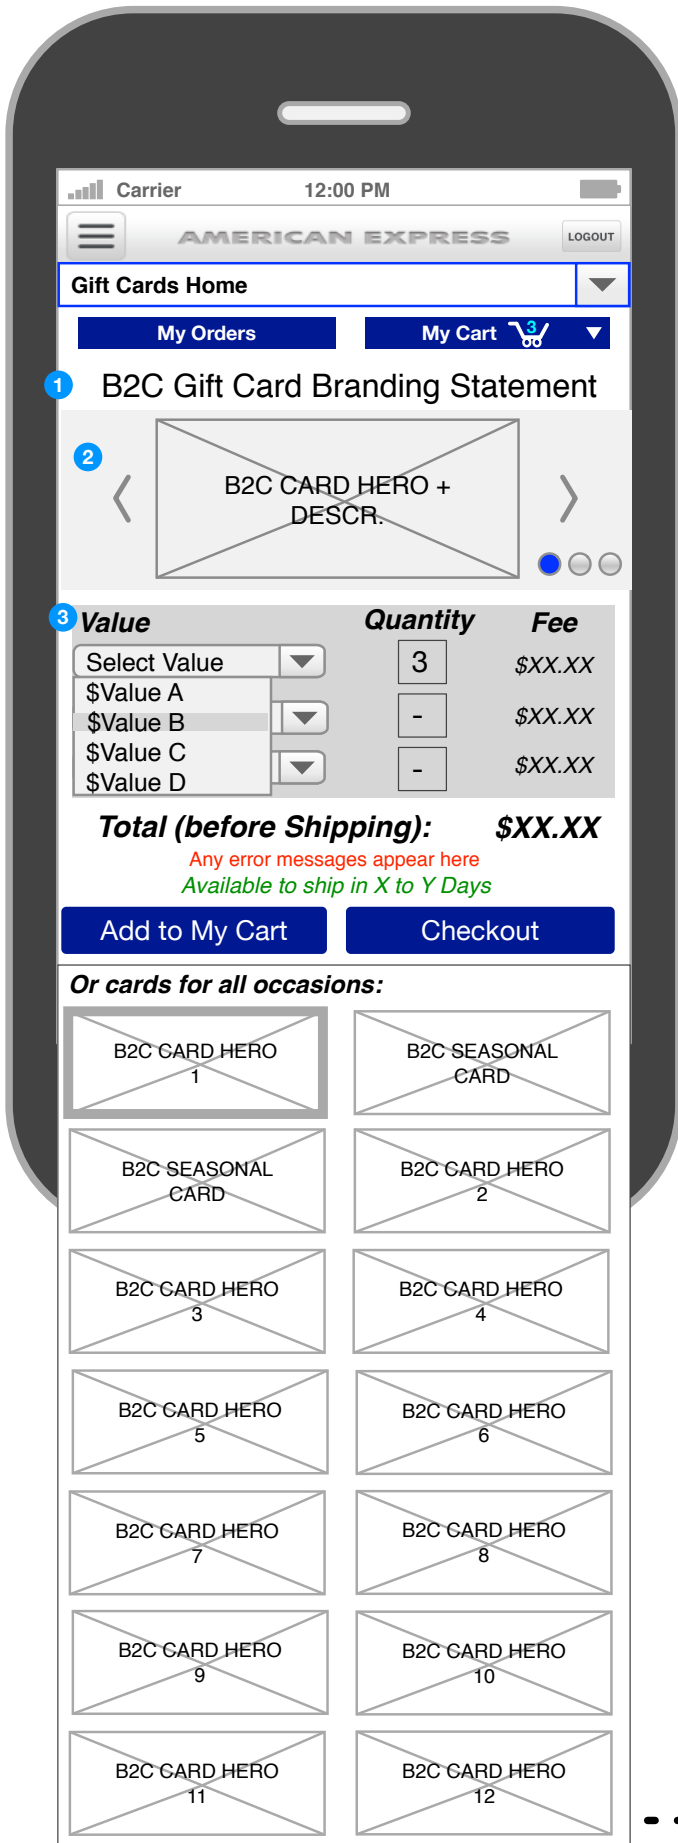 Carrier 12:00 PM
AMERICAN EXPRESS LOGOUT
Gift Cards Home
My Orders My Cart 3
1 B2C Gift Card Branding Statement
2
B2C CARD HERO +
DESCR.
3 Value Quantity Fee
Select Value 3 $XX.XX
$Value A
$Value B - $XX.XX
$Value C
$Value D - $XX.XX
Total (before Shipping): $XX.XX
Any error messages appear here
Available to ship in X to Y Days
Add to My Cart Checkout
Or cards for all occasions:
B2C CARD HERO
1
B2C SEASONAL
CARD
B2C SEASONAL
CARD
B2C CARD HERO
2
B2C CARD HERO
3
B2C CARD HERO
4
B2C CARD HERO
5
B2C CARD HERO
6
B2C CARD HERO
7
B2C CARD HERO
8
B2C CARD HERO
9
B2C CARD HERO
10
B2C CARD HERO
11
B2C CARD HERO
12